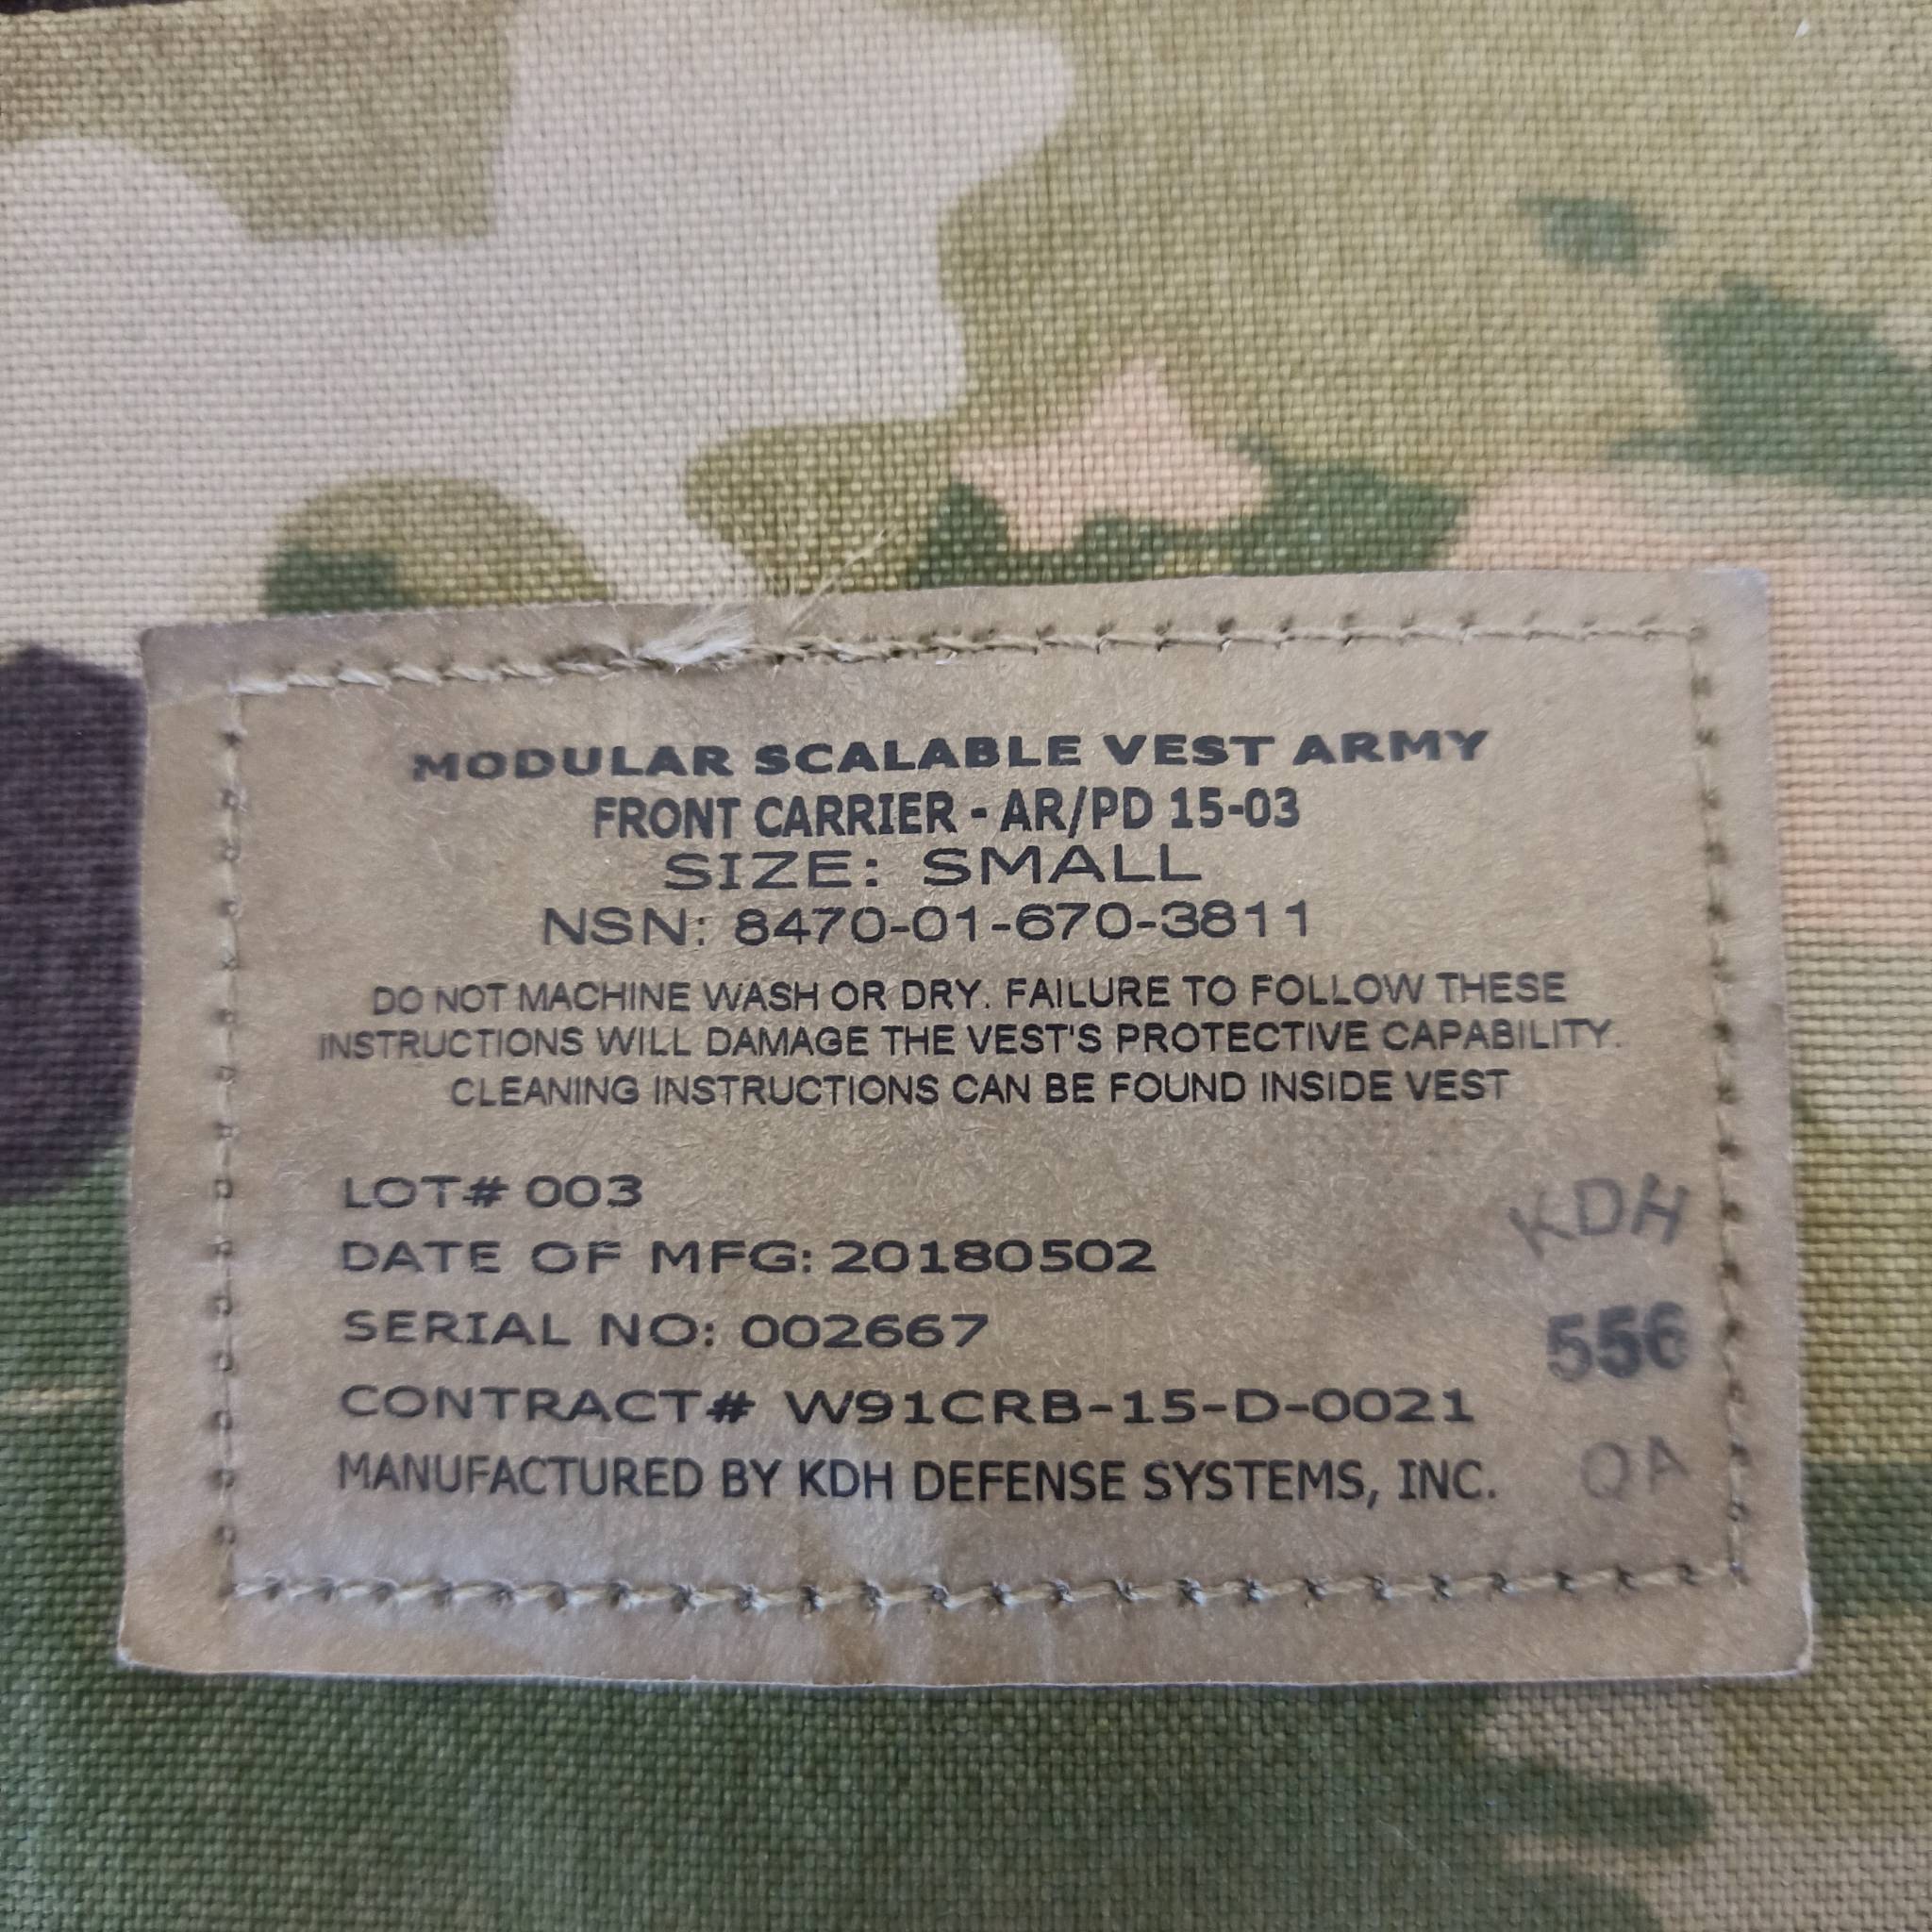 MODULAR SCALABLE VEST ARMY
FRONT CARRIER - AR/PD 15-03
SIZE: SMALL
NSN: 8470-01-670-3811
DO NOT MACHINE WASH OR DRY. FAILURE TO FOLLOW THESE
INSTRUCTIONS WILL DAMAGE THE VEST'S PROTECTIVE CAPABILITY.
CLEANING INSTRUCTIONS CAN BE FOUND INSIDE VEST
LOT# 003
DATE OF MFG: 20180502
SERIAL NO: 002667
CONTRACT# W91CRB-15-D-0021
MANUFACTURED BY KDH DEFENSE SYSTEMS, INC.
KDH
556
QA